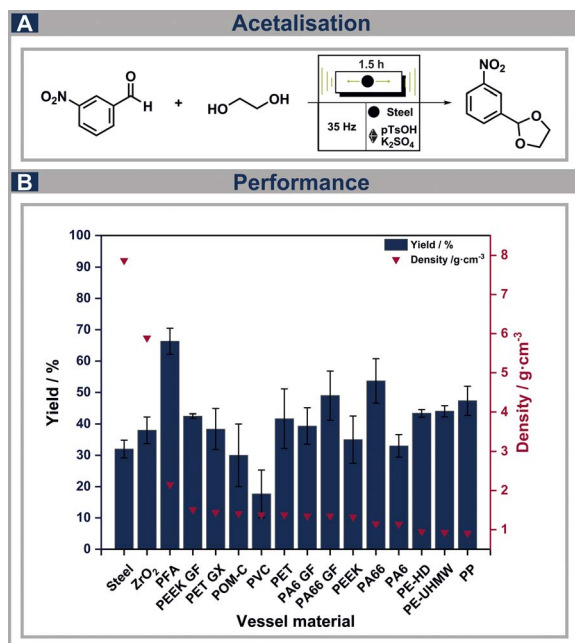 A Acetalisation
O₂N
O
H
+
HO
OH
1.5 h
Steel
35 Hz
pTsOH
K₂SO₄
NO₂
O
O
B Performance
Yield / %
Density /g·cm⁻³
100
90
80
70
60
50
40
30
20
10
0
Yield / %
8
7
6
5
4
3
2
1
Density / g·cm⁻³
Steel
ZrO₂
PFA
PEEK GF
PET GX
POM-C
PVC
PET
PA6 GF
PA66 GF
PEEK
PA66
PA6
PE-HD
PE-UHMW
PP
Vessel material